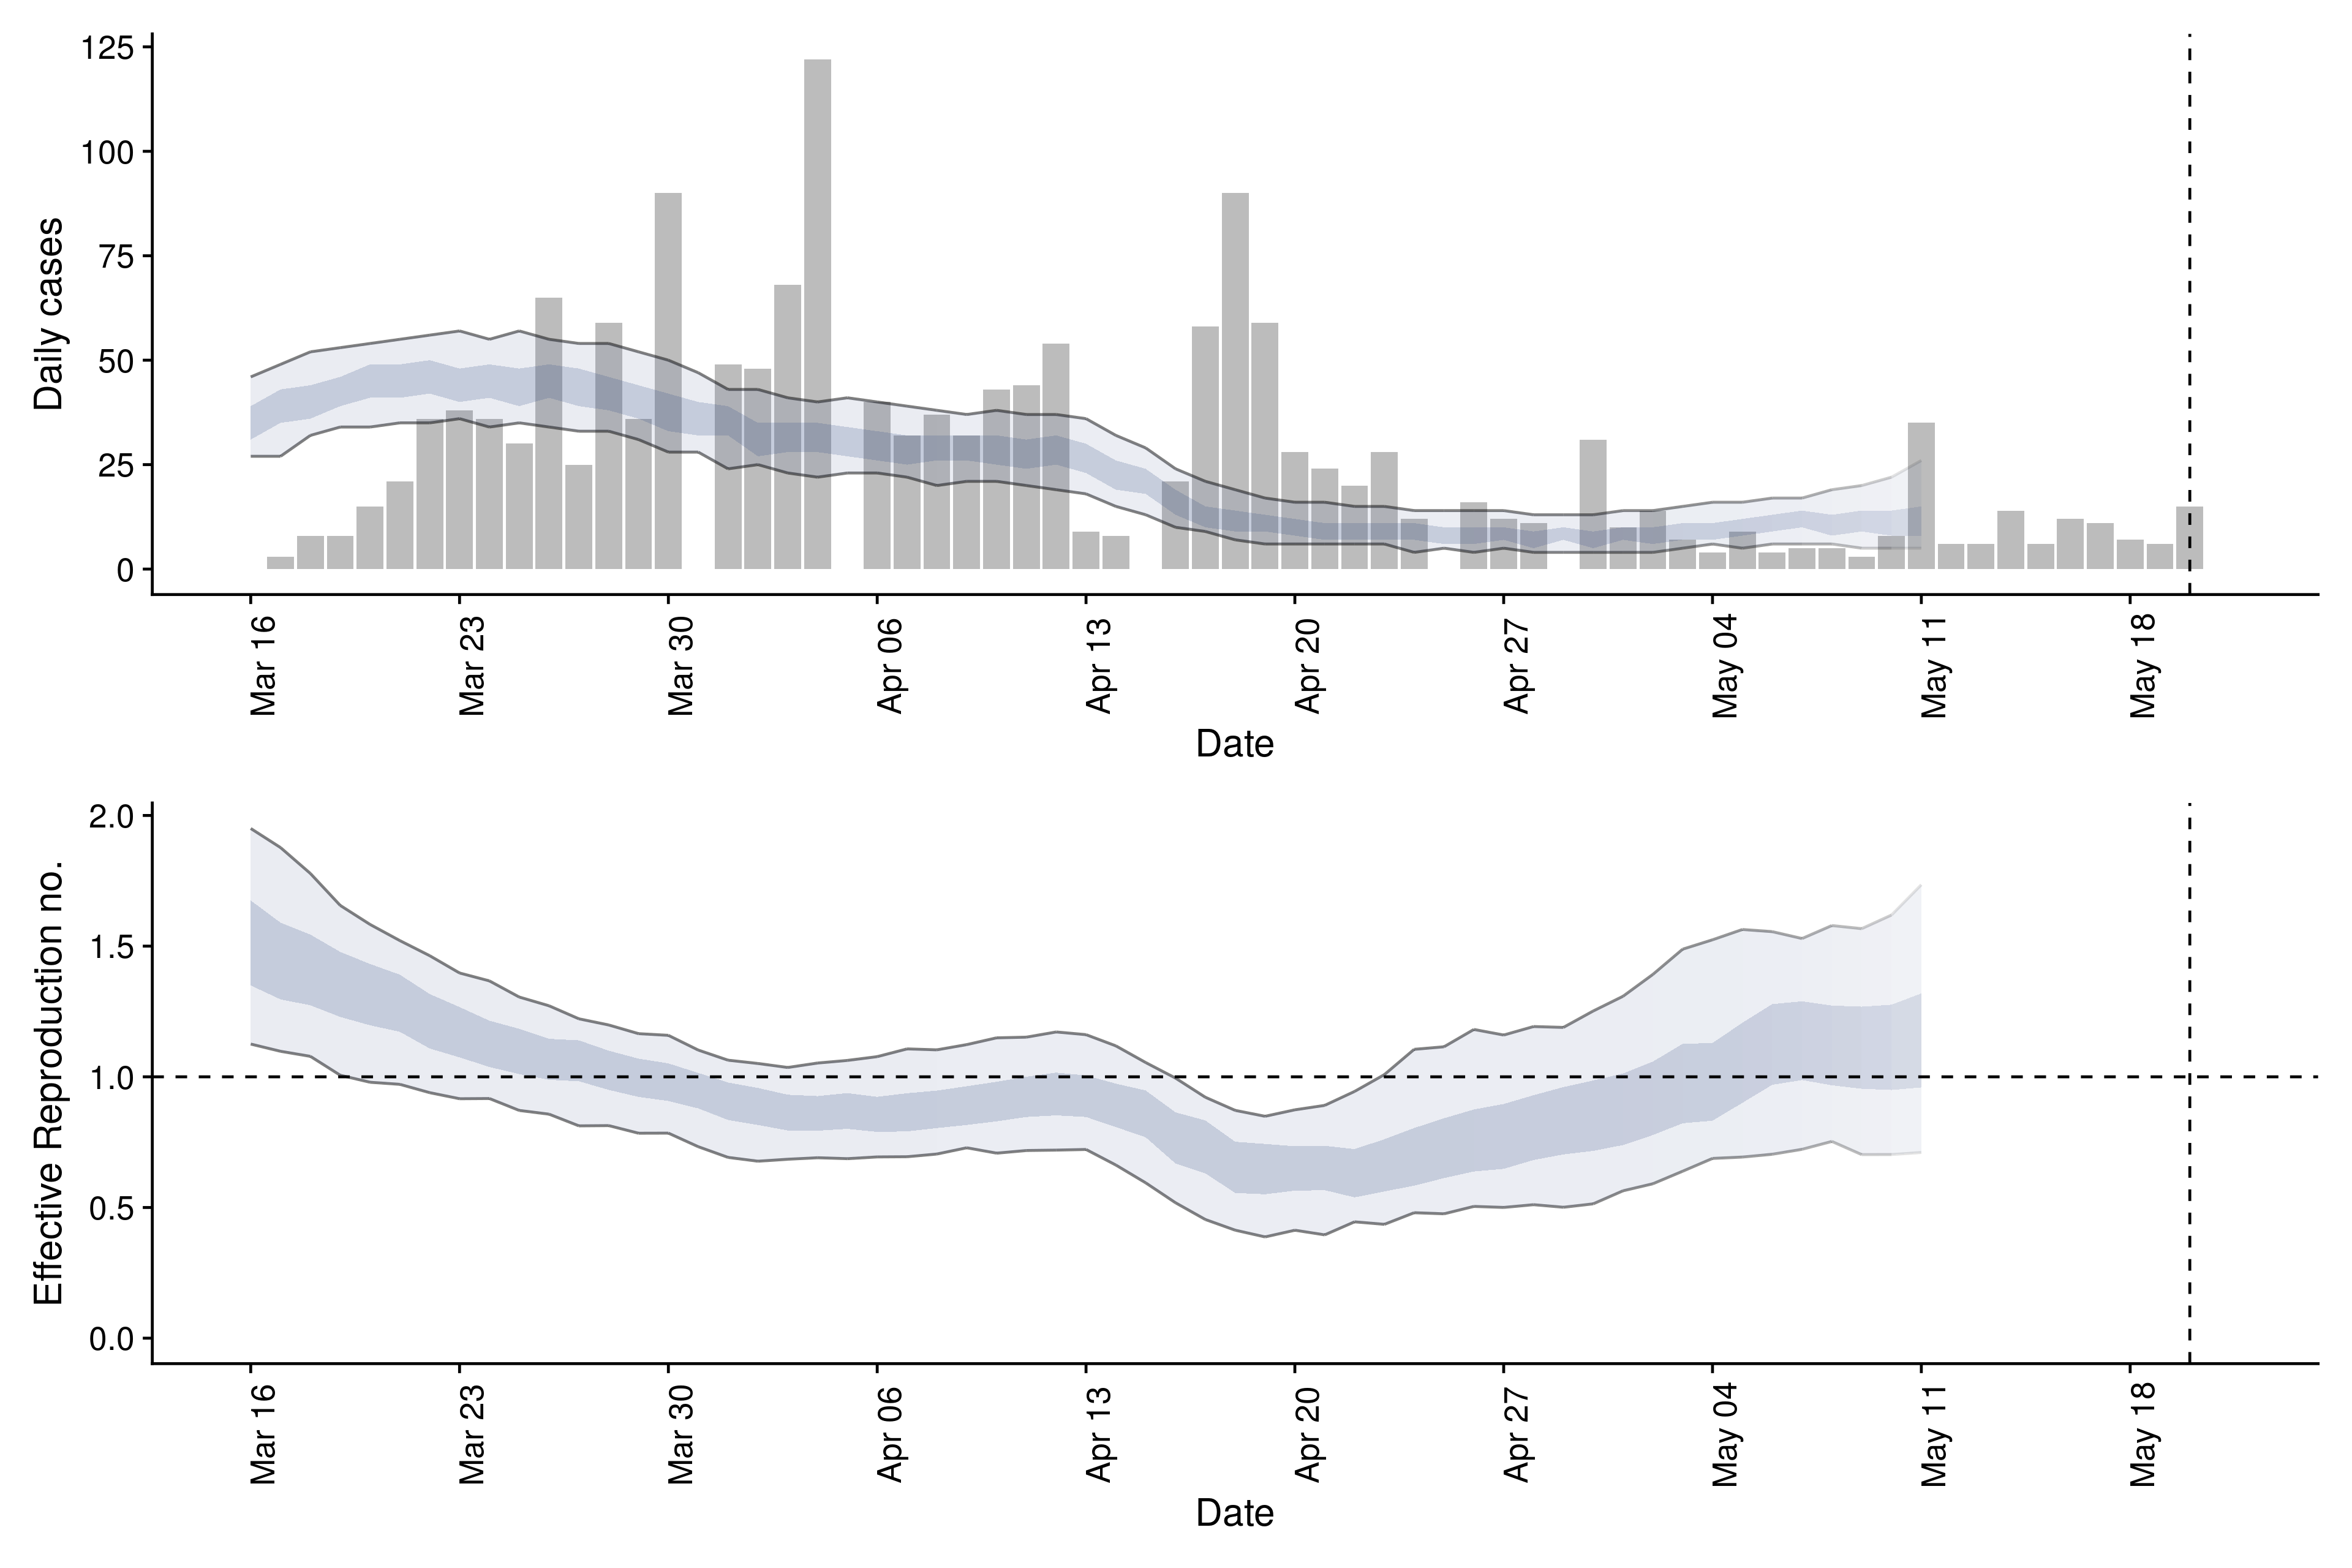 Daily cases
125
100
75
50
25
0
Mar 16
Mar 23
Mar 30
Apr 06
Apr 13
Apr 20
Apr 27
May 04
May 11
May 18
Date
Effective Reproduction no.
2.0
1.5
1.0
0.5
0.0
Mar 16
Mar 23
Mar 30
Apr 06
Apr 13
Apr 20
Apr 27
May 04
May 11
May 18
Date